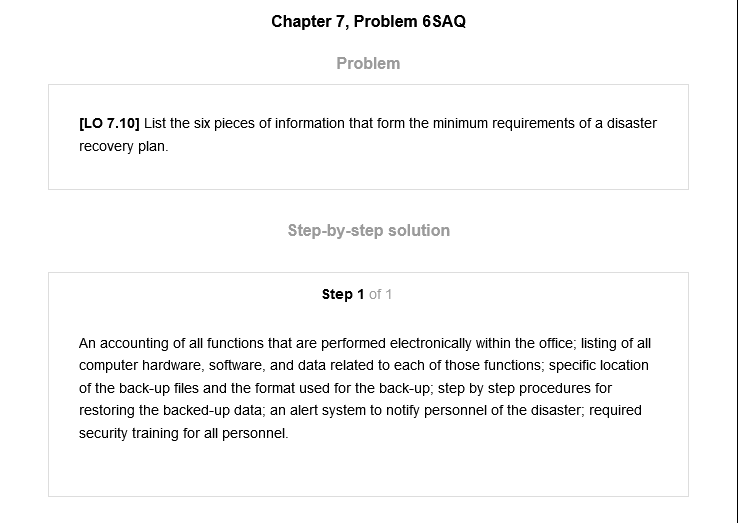 Chapter 7, Problem 6SAQ
Problem
[LO 7.10] List the six pieces of information that form the minimum requirements of a disaster
recovery plan.
Step-by-step solution
Step 1 of 1
An accounting of all functions that are performed electronically within the office; listing of all
computer hardware, software, and data related to each of those functions; specific location
of the back-up files and the format used for the back-up; step by step procedures for
restoring the backed-up data; an alert system to notify personnel of the disaster; required
security training for all personnel.